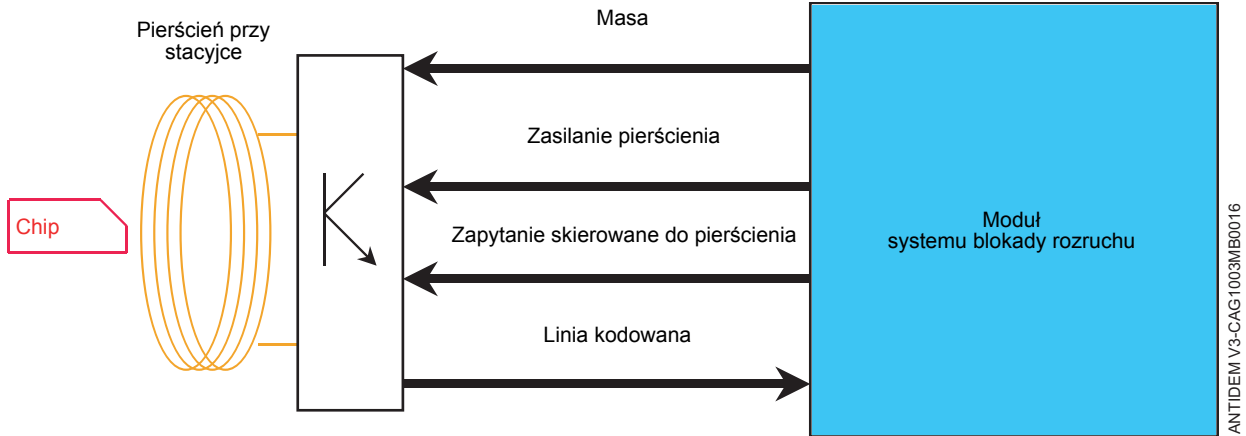 Pierścień przy
stacyjce
Masa
Zasilanie pierścienia
Chip
Zapytanie skierowane do pierścienia
Moduł
systemu blokady rozruchu
Linia kodowana
ANTIDEM V3-CAG1003MB0016